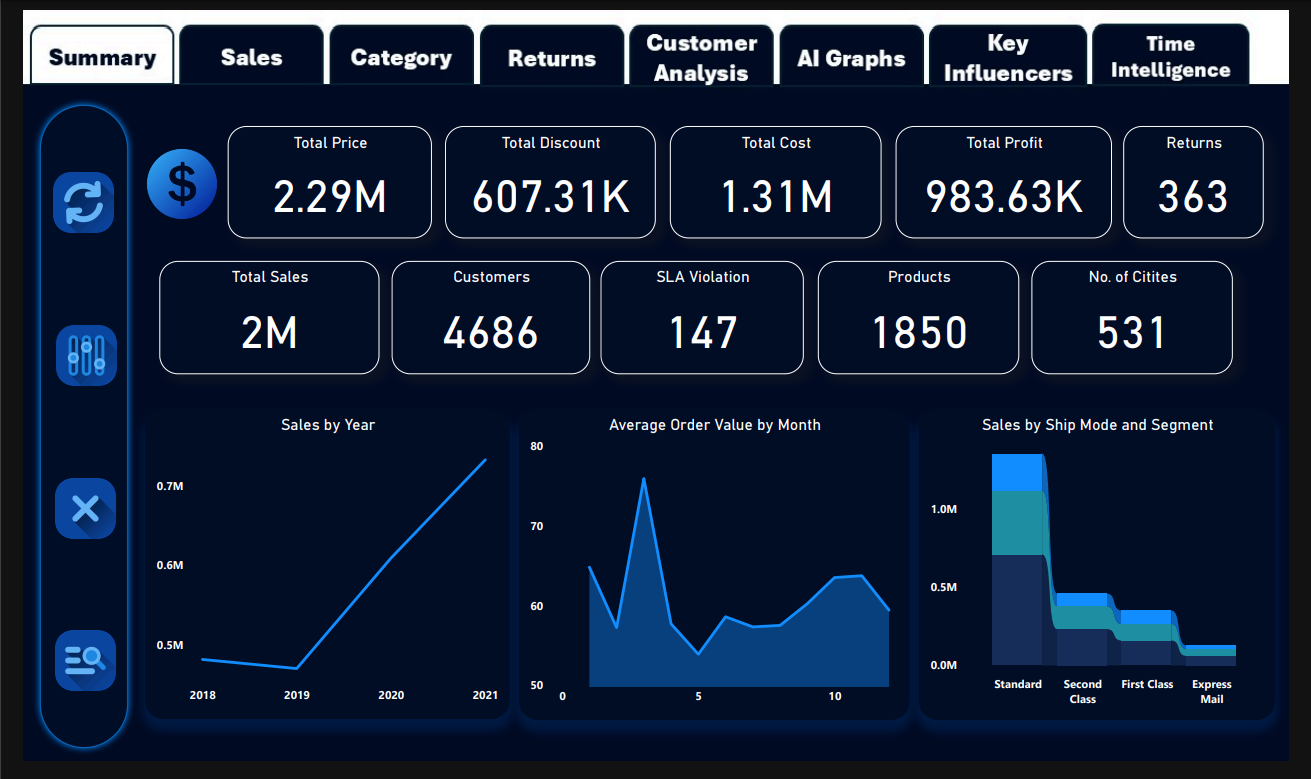 Summary
Sales
Category
Returns
Customer
Analysis
AI Graphs
Key
Influencers
Time
Intelligence
$
Total Price
2.29M
Total Discount
607.31K
Total Cost
1.31M
Total Profit
983.63K
Returns
363
Total Sales
2M
Customers
4686
SLA Violation
147
Products
1850
No. of Citites
531
Sales by Year
0.7M
0.6M
0.5M
2018 2019 2020 2021
Average Order Value by Month
80
70
60
50
0 5 10
Sales by Ship Mode and Segment
1.0M
0.5M
0.0M
Standard
Second
Class
First Class
Express
Mail